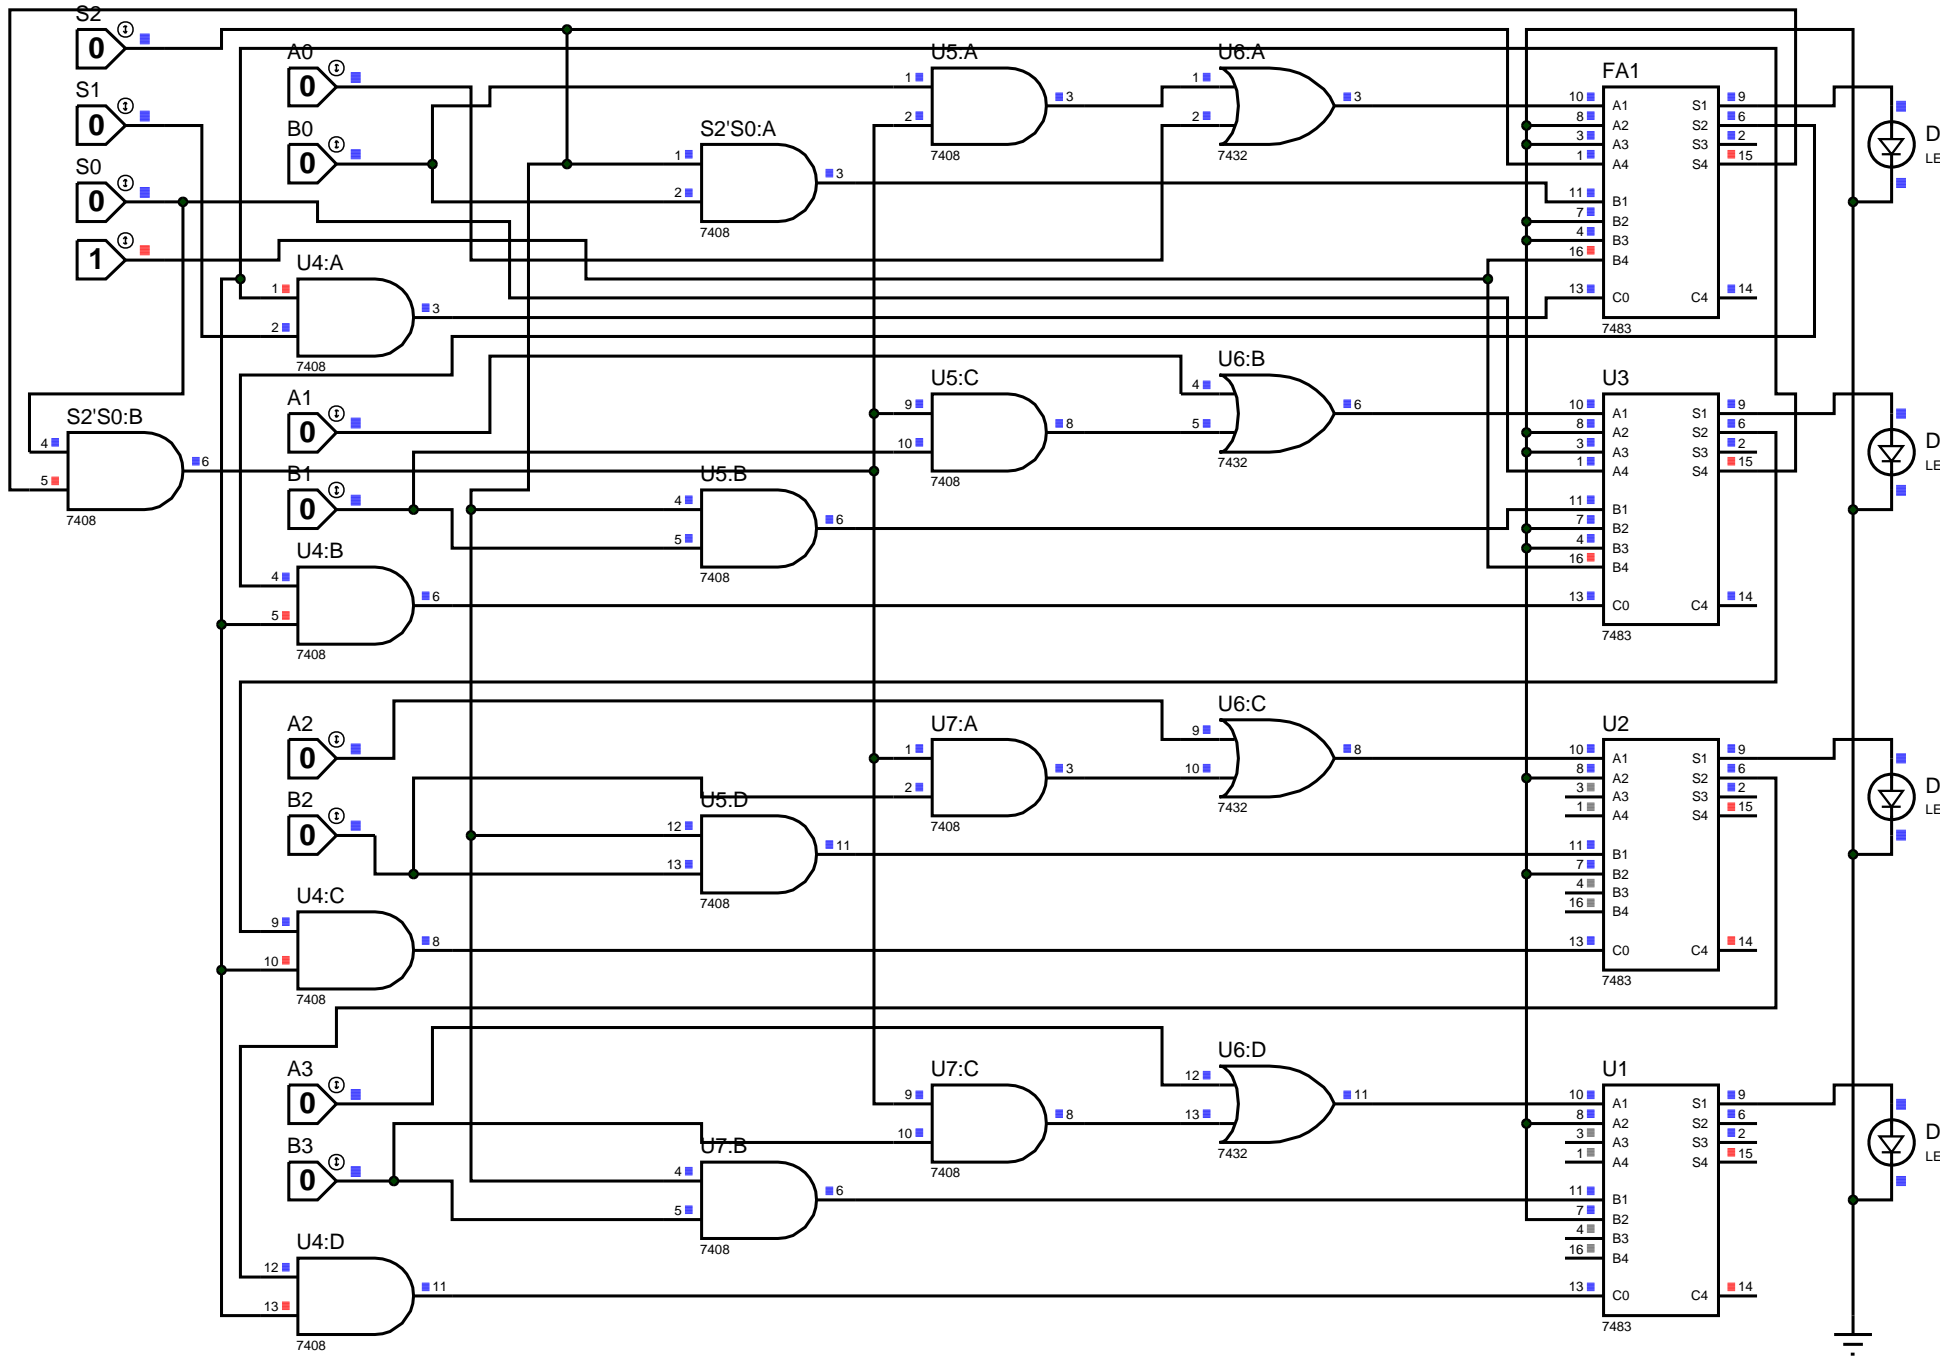 S2
0
S1
0
S0
0
1
A0
0
B0
0
U4:A
1
2
3
7408
S2'S0:B
4
5
6
7408
A1
0
B1
0
U4:B
4
5
6
7408
A2
0
B2
0
U4:C
9
10
8
7408
A3
0
B3
0
U4:D
12
13
11
7408
S2'S0:A
1
2
3
7408
U5:B
4
5
6
7408
U5:D
12
13
11
7408
U7:B
4
5
6
7408
U5:A
1
2
3
7408
U5:C
9
10
8
7408
U7:A
1
2
3
7408
U7:C
9
10
8
7408
U6:A
1
2
3
7432
U6:B
4
5
6
7432
U6:C
9
10
8
7432
U6:D
12
13
11
7432
FA1
10 A1 S1 9
8 A2 S2 6
3 A3 S3 2
1 A4 S4 15
11 B1
7 B2
4 B3
16 B4
13 C0 C4 14
7483
U3
10 A1 S1 9
8 A2 S2 6
3 A3 S3 2
1 A4 S4 15
11 B1
7 B2
4 B3
16 B4
13 C0 C4 14
7483
U2
10 A1 S1 9
8 A2 S2 6
3 A3 S3 2
1 A4 S4 15
11 B1
7 B2
4 B3
16 B4
13 C0 C4 14
7483
U1
10 A1 S1 9
8 A2 S2 6
3 A3 S3 2
1 A4 S4 15
11 B1
7 B2
4 B3
16 B4
13 C0 C4 14
7483
D
LE
D
LE
D
LE
D
LE